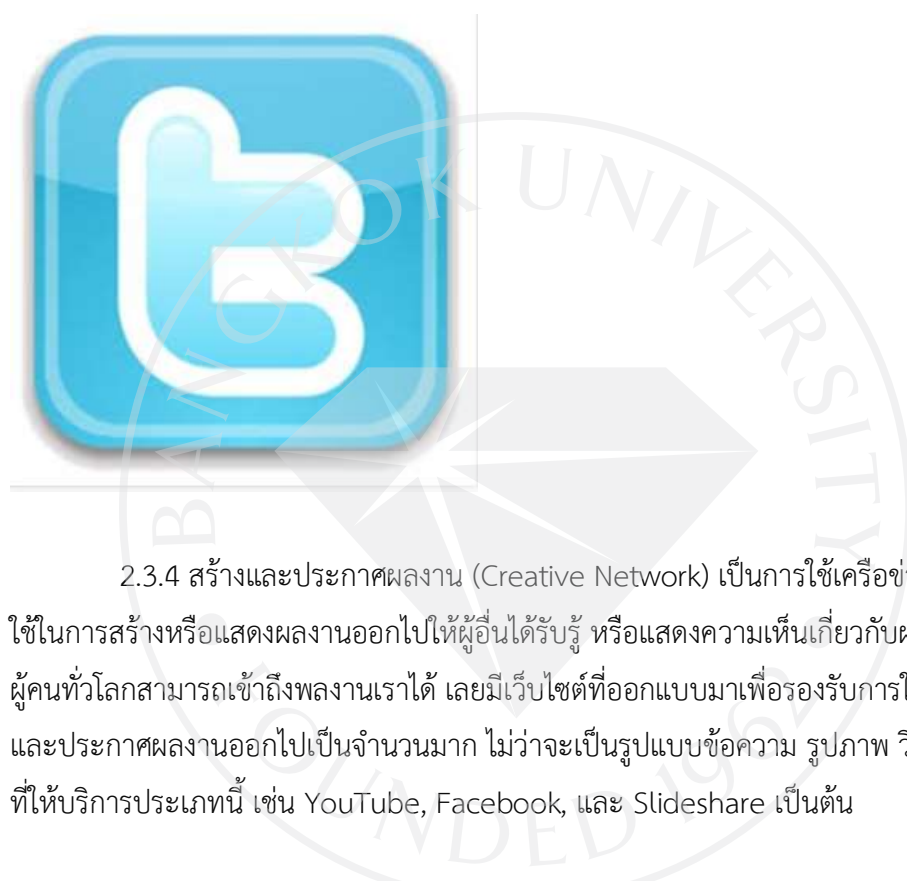 t
BANGKOK UNIVERSITY
2.3.4 สร้างและประกาศผลงาน (Creative Network) เป็นการใช้เครือข่
ใช้ในการสร้างหรือแสดงผลงานออกไปให้ผู้อื่นได้รับรู้ หรือแสดงความเห็นเกี่ยวกับผ
ผู้คนทั่วโลกสามารถเข้าถึงพลงานเราได้ เลยมีเว็บไซต์ที่ออกแบบมาเพื่อรองรับการใ
และประกาศผลงานออกไปเป็นจำนวนมาก ไม่ว่าจะเป็นรูปแบบข้อความ รูปภาพ วิ
ที่ให้บริการประเภทนี้ เช่น YouTube, Facebook, และ Slideshare เป็นต้น
FOUNDED 1962